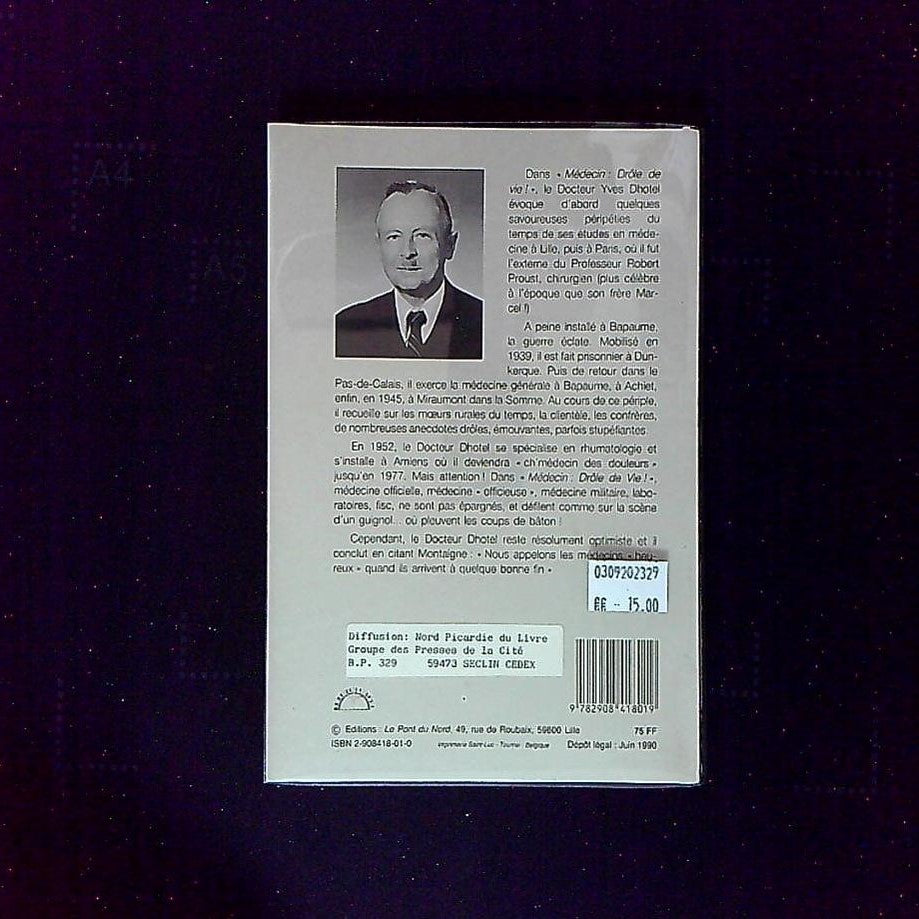 A4
A5
Dans « Médecin : Drôle de
vie ! », le Docteur Yves Dhotel
évoque d'abord quelques
savoureuses péripéties du
temps de ses études en méde-
cine à Lille, puis à Paris, où il fut
l'externe du Professeur Robert
Proust, chirurgien (plus célèbre
à l'époque que son frère Mar-
cel !)
A peine installé à Bapaume,
la guerre éclate. Mobilisé en
1939, il est fait prisonnier à Dun-
kerque. Puis de retour dans le
Pas-de-Calais, il exerce la médecine générale à Bapaume, à Achiet,
enfin, en 1945, à Miraumont dans la Somme. Au cours de ce périple,
il recueille sur les mœurs rurales du temps, la clientèle, les confrères,
de nombreuses anecdotes drôles, émouvantes, parfois stupéfiantes.
En 1952, le Docteur Dhotel se spécialise en rhumatologie et
s'installe à Amiens où il deviendra « ch'médecin des douleurs »
jusqu'en 1977. Mais attention ! Dans « Médecin : Drôle de Vie ! »,
médecine officielle, médecine « officieuse », médecine militaire, labo-
ratoires, fisc, ne sont pas épargnés, et défilent comme sur la scène
d'un guignol... où pleuvent les coups de bâton !
Cependant, le Docteur Dhotel reste résolument optimiste et il
conclut en citant Montaigne : « Nous appelons les médecins « heu-
reux » quand ils arrivent à quelque bonne fin »
0309202329
€€ - 15.00
Diffusion: Nord Picardie du Livre
Groupe des Presses de la Cité
B.P. 329 59473 SECLIN CEDEX
9 782908 418019
© Editions : Le Pont du Nord, 49, rue de Roubaix, 59800 Lille 75 FF
ISBN 2-908418-01-0 Imprimerie Saint-Luc - Tournai - Belgique Dépôt légal : Juin 1990